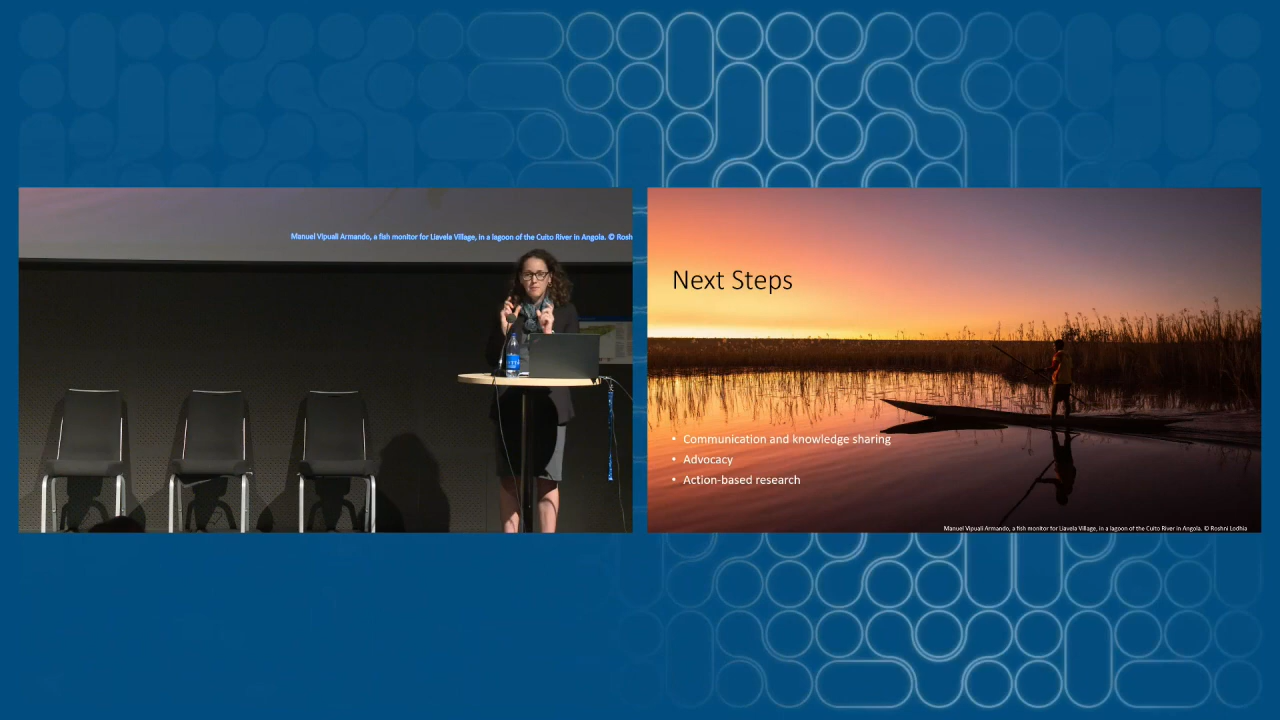 Manuel Vipuali Armando, a fish monitor for Liavela Village, in a lagoon of the Cuito River in Angola. © Rosh
Next Steps
• Communication and knowledge sharing
• Advocacy
• Action-based research
Manuel Vipuali Armando, a fish monitor for Liavela Village, in a lagoon of the Cuito River in Angola. © Roshni Lodhia